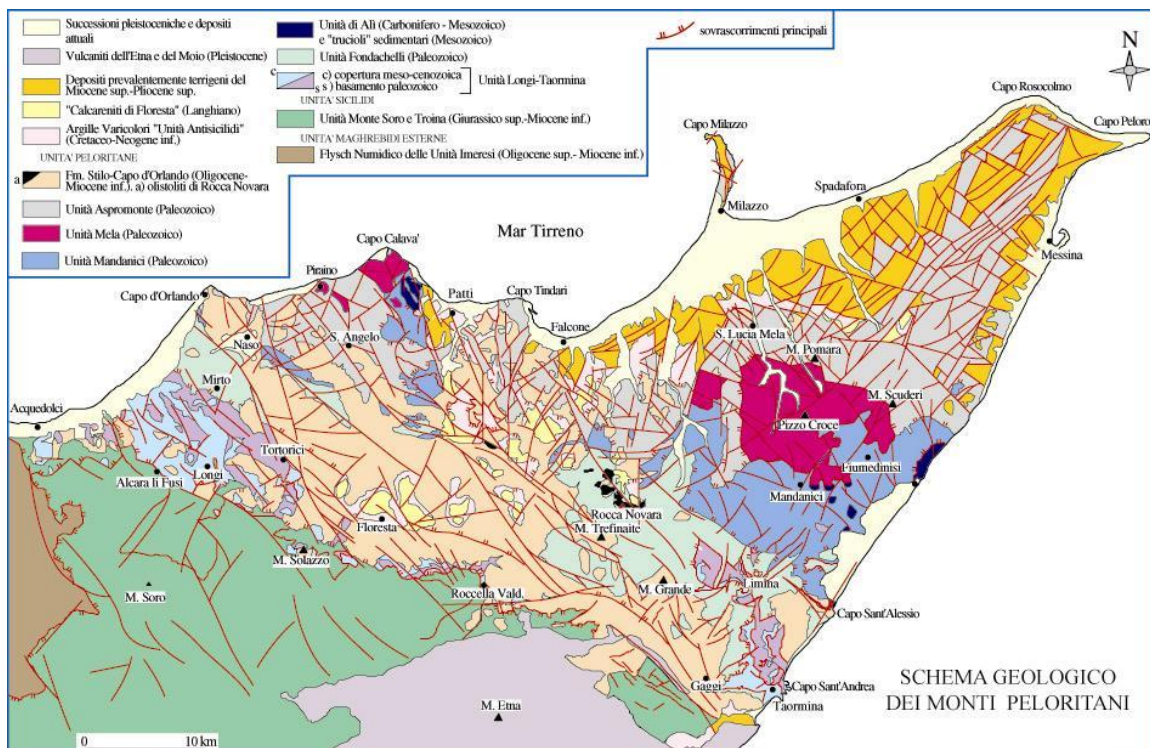 Successioni pleistoceniche e depositi
attuali
Vulcaniti dell'Etna e del Moio (Pleistocene)
Depositi prevalentemente terrigeni del
Miocene sup.-Pliocene sup.
"Calcareniti di Floresta" (Langhiano)
Argille Varicolori "Unità Antisicilidi"
(Cretaceo-Neogene inf.)
UNITA' PELORITANE
a
Fm. Stilo-Capo d'Orlando (Oligocene-
Miocene inf.). a) olistoliti di Rocca Novara
Unità Aspromonte (Paleozoico)
Unità Mela (Paleozoico)
Unità Mandanici (Paleozoico)
Unità di Alì (Carbonifero - Mesozoico)
e "trucioli" sedimentari (Mesozoico)
Unità Fondachelli (Paleozoico)
c
c) copertura meso-cenozoica
s
s) basamento paleozoico
Unità Longi-Taormina
UNITA' SICILIDI
Unità Monte Soro e Troina (Giurassico sup.-Miocene inf.)
UNITA' MAGHREBIDI ESTERNE
Flysch Numidico delle Unità Imeresi (Oligocene sup.- Miocene inf.)
sovrascorrimenti principali
N
Capo Rosocolmo
Capo Peloro
Capo Milazzo
Spadafora
Milazzo
Messina
Mar Tirreno
Capo Calava'
Piraino
Capo d'Orlando
Patti
Capo Tindari
Falcone
Naso
S. Angelo
S. Lucia Mela
M. Pomara
Mirto
M. Scuderi
Pizzo Croce
Acquedolci
Tortorici
Longi
Alcara li Fusi
Fiumedinisi
Mandanici
Rocca Novara
M. Trefinaite
Floresta
M. Solazzo
M. Soro
Roccella Vald.
M. Grande
Limina
Capo Sant'Alessio
Gaggi
Capo Sant'Andrea
Taormina
M. Etna
SCHEMA GEOLOGICO
DEI MONTI PELORITANI
0 10 km